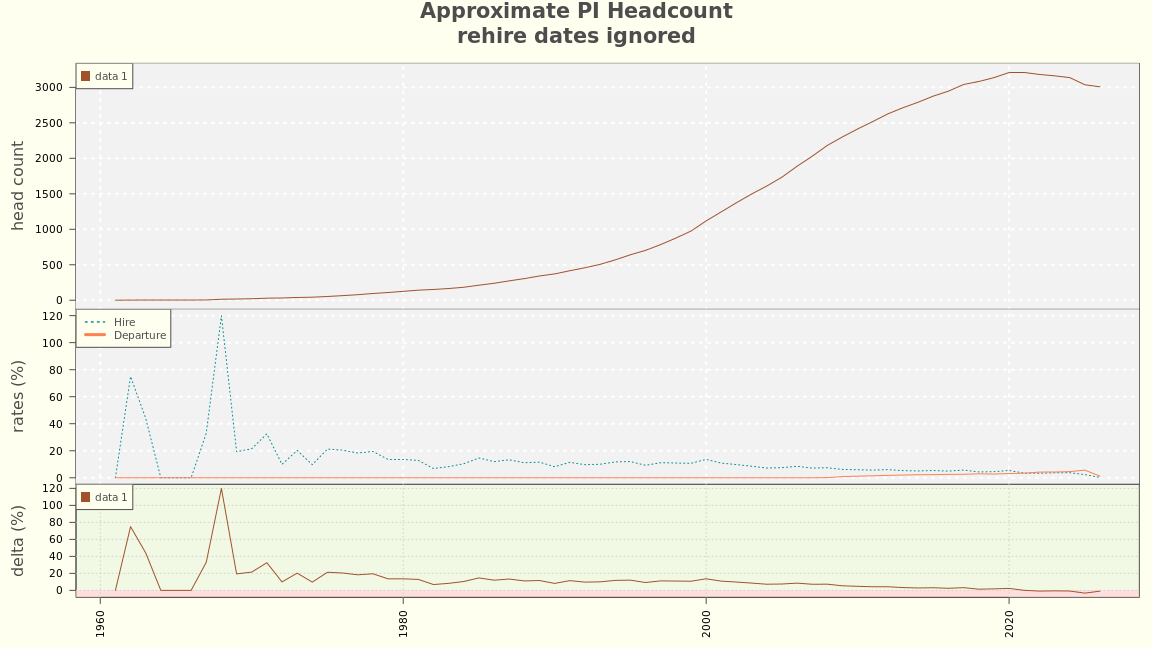 Approximate PI Headcount
rehire dates ignored
data 1
head count
3000
2500
2000
1500
1000
500
0
Hire
Departure
rates (%)
120
100
80
60
40
20
0
data 1
delta (%)
120
100
80
60
40
20
0
1960
1980
2000
2020